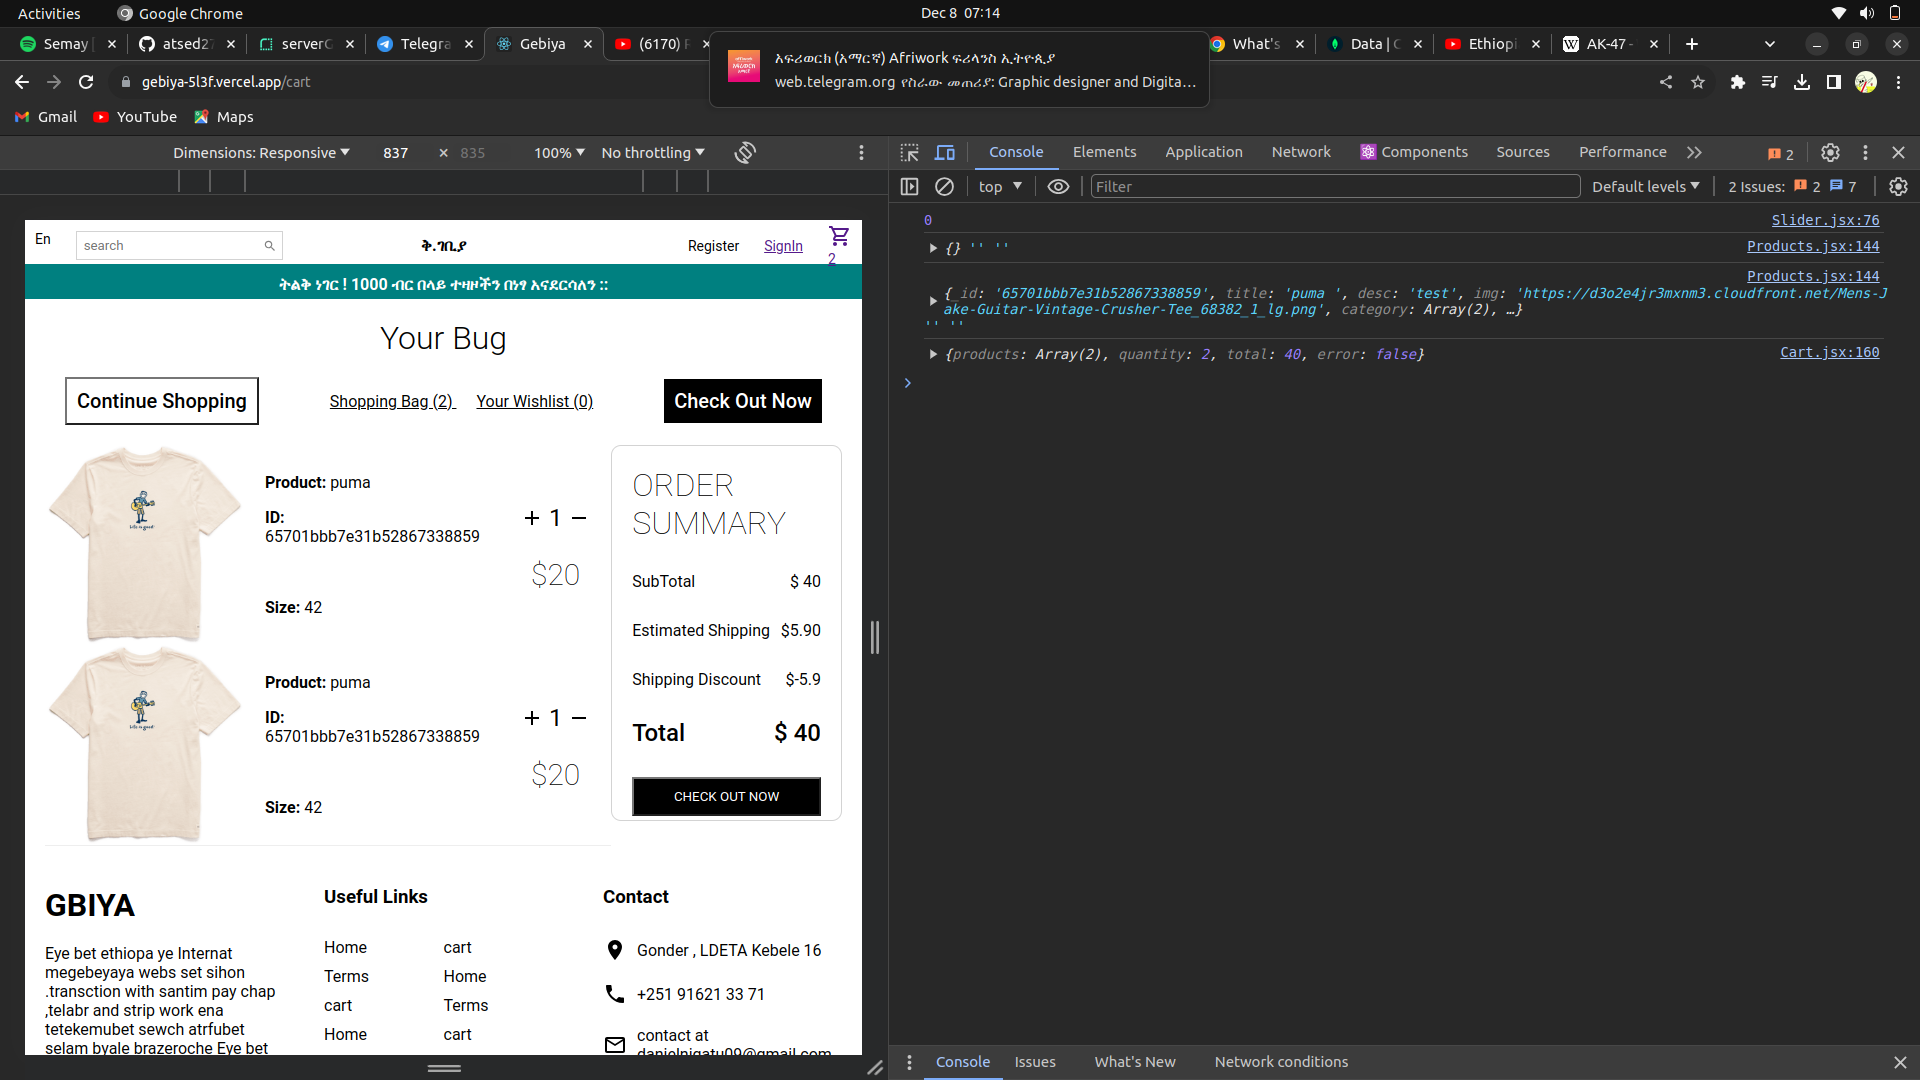 Activities
Google Chrome
Dec 8 07:14
Semay
atsed27
serverG
Telegra
Gebiya
(6170)
What's
Data | C
Ethiopi
AK-47 -
አፍሪወርክ (አማርኛ) Afriwork ፍሪላንስ ኢትዮጲያ
web.telegram.org የስራው መጠሪያ: Graphic designer and Digita...
gebiya-5l3f.vercel.app/cart
Gmail
YouTube
Maps
Dimensions: Responsive
837
×
835
100%
No throttling
Console
Elements
Application
Network
Components
Sources
Performance
2
top
Filter
Default levels
2 Issues:
2
7
0
Slider.jsx:76
{} '' ''
Products.jsx:144
Products.jsx:144
{_id: '65701bbb7e31b52867338859', title: 'puma ', desc: 'test', img: 'https://d3o2e4jr3mxnm3.cloudfront.net/Mens-J
ake-Guitar-Vintage-Crusher-Tee_68382_1_lg.png', category: Array(2), …}
'' ''
{products: Array(2), quantity: 2, total: 40, error: false}
Cart.jsx:160
En
search
ቅ.ገቢያ
Register
SignIn
2
ትልቅ ነገር ! 1000 ብር በላይ ተዛዞችን በነፃ እናደርሳለን ::
Your Bug
Continue Shopping
Shopping Bag (2)
Your Wishlist (0)
Check Out Now
Product: puma
ID:
65701bbb7e31b52867338859
Size: 42
+ 1 −
$20
Product: puma
ID:
65701bbb7e31b52867338859
Size: 42
+ 1 −
$20
ORDER
SUMMARY
SubTotal
$ 40
Estimated Shipping
$5.90
Shipping Discount
$-5.9
Total
$ 40
CHECK OUT NOW
GBIYA
Eye bet ethiopa ye Internat
megebeyaya webs set sihon
.transction with santim pay chap
,telabr and strip work ena
tetekemubet sewch atrfubet
selam byale brazeroche Eye bet
Useful Links
Home
cart
Terms
Home
cart
Terms
Home
cart
Contact
Gonder , LDETA Kebele 16
+251 91621 33 71
contact at
danielnigatu09@gmail.com
Console
Issues
What's New
Network conditions